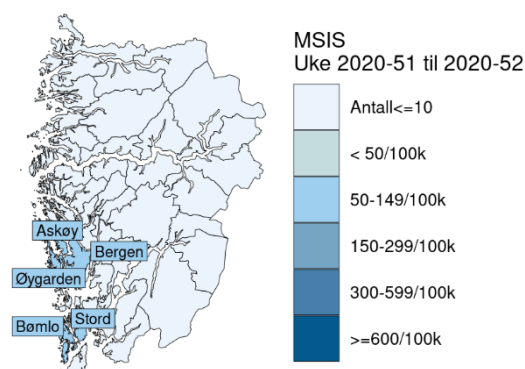 MSIS
Uke 2020-51 til 2020-52
Antall<=10
< 50/100k
50-149/100k
150-299/100k
300-599/100k
>=600/100k
Askøy
Bergen
Øygarden
Bømlo
Stord